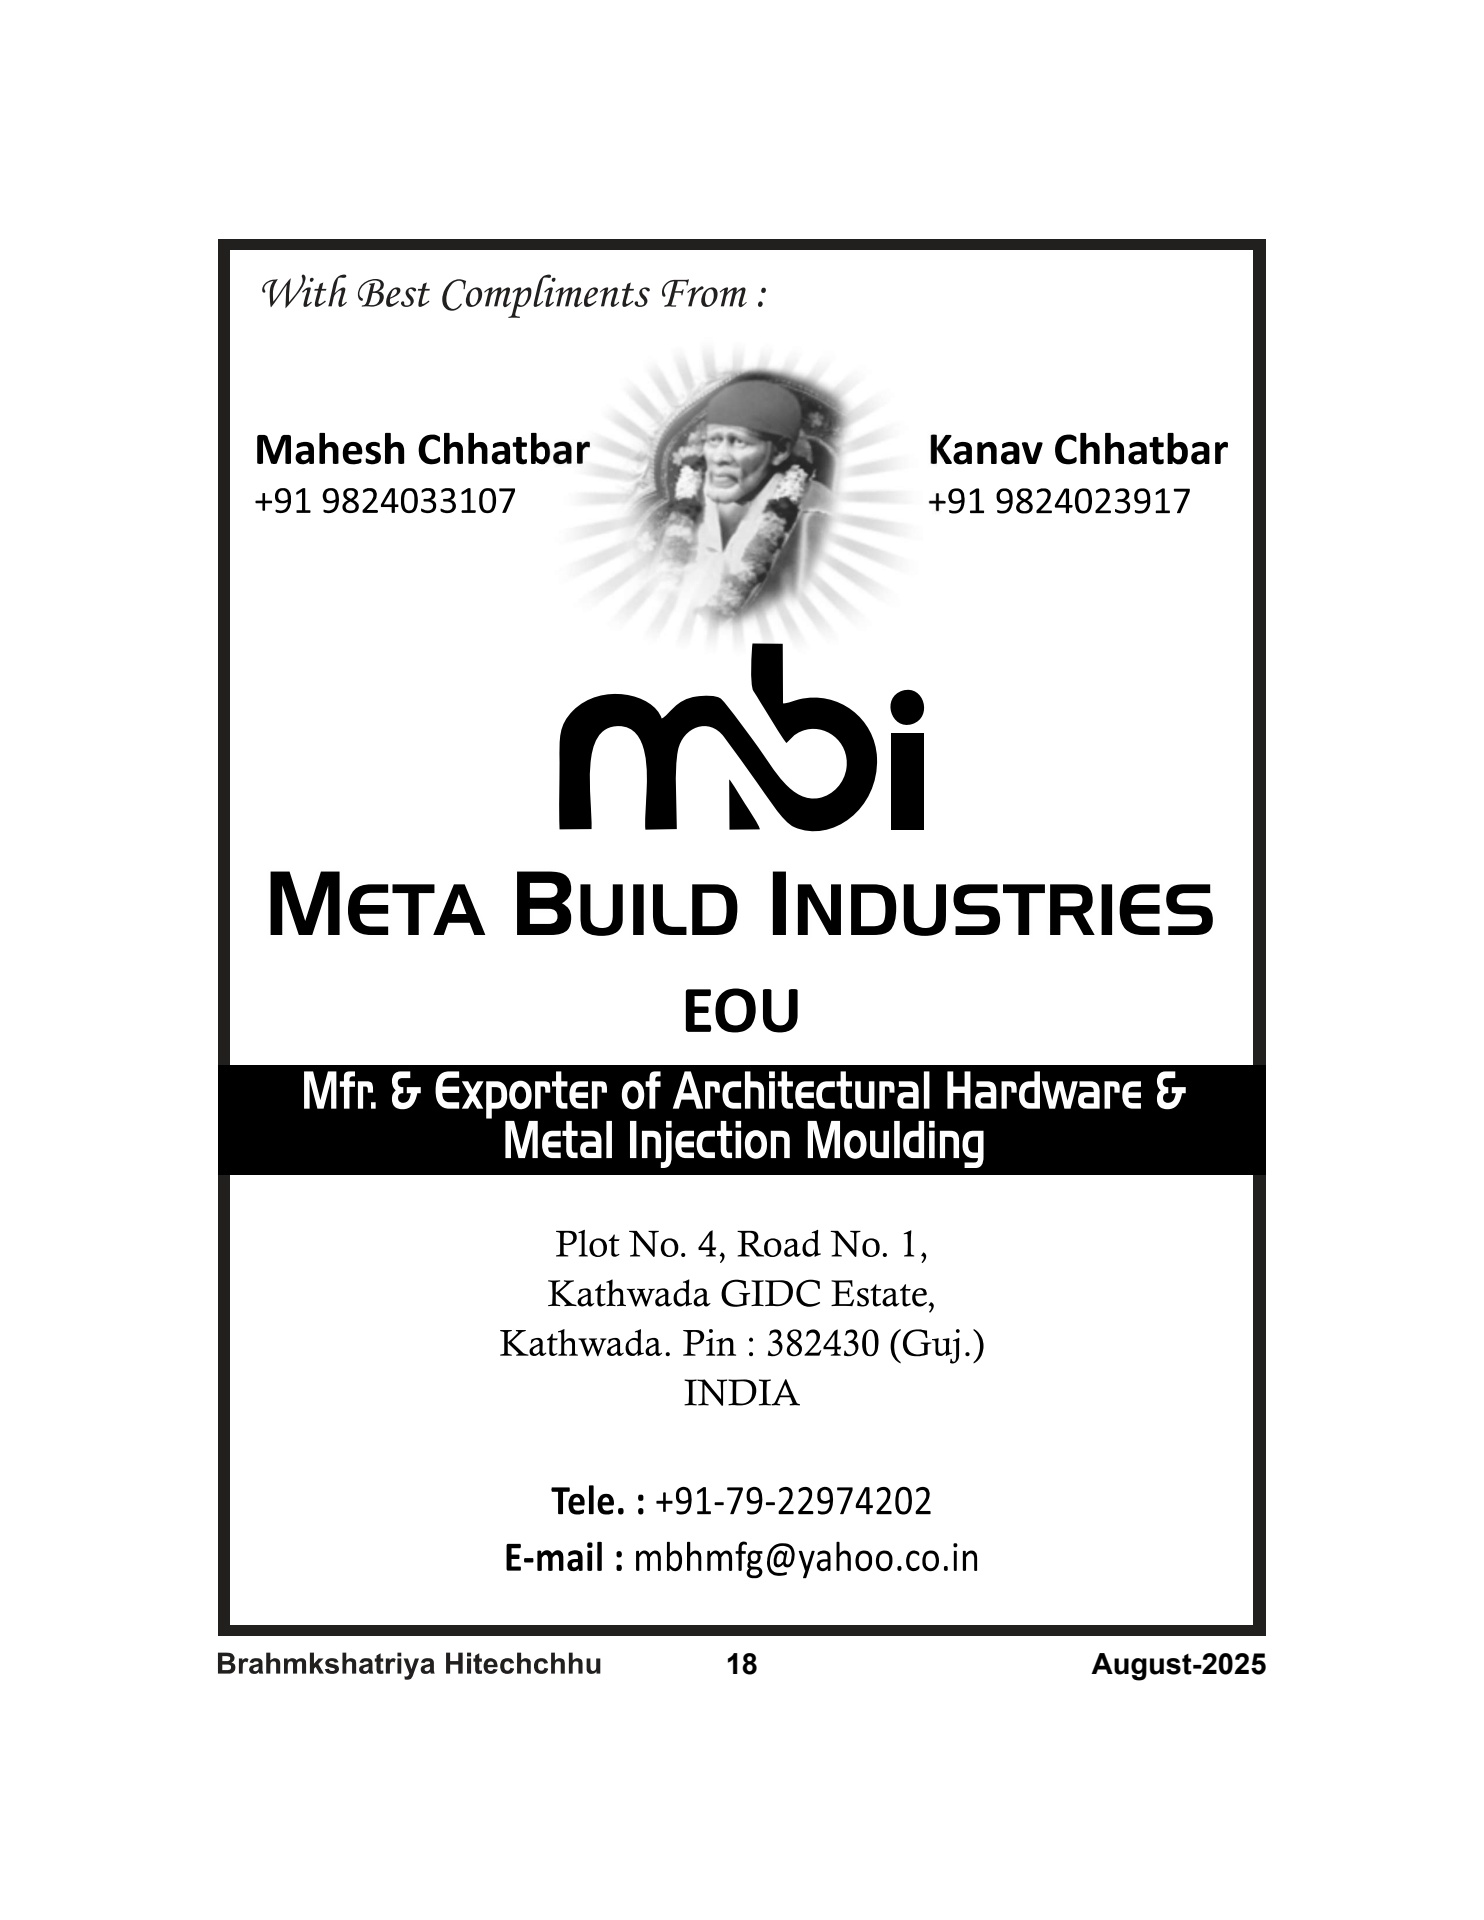 With Best Compliments From :
Mahesh Chhatbar
+91 9824033107
Kanav Chhatbar
+91 9824023917
mbi
META BUILD INDUSTRIES
EOU
Mfr. & Exporter of Architectural Hardware &
Metal Injection Moulding
Plot No. 4, Road No. 1,
Kathwada GIDC Estate,
Kathwada. Pin : 382430 (Guj.)
INDIA
Tele. : +91-79-22974202
E-mail : mbhmfg@yahoo.co.in
Brahmkshatriya Hitechchhu 18 August-2025